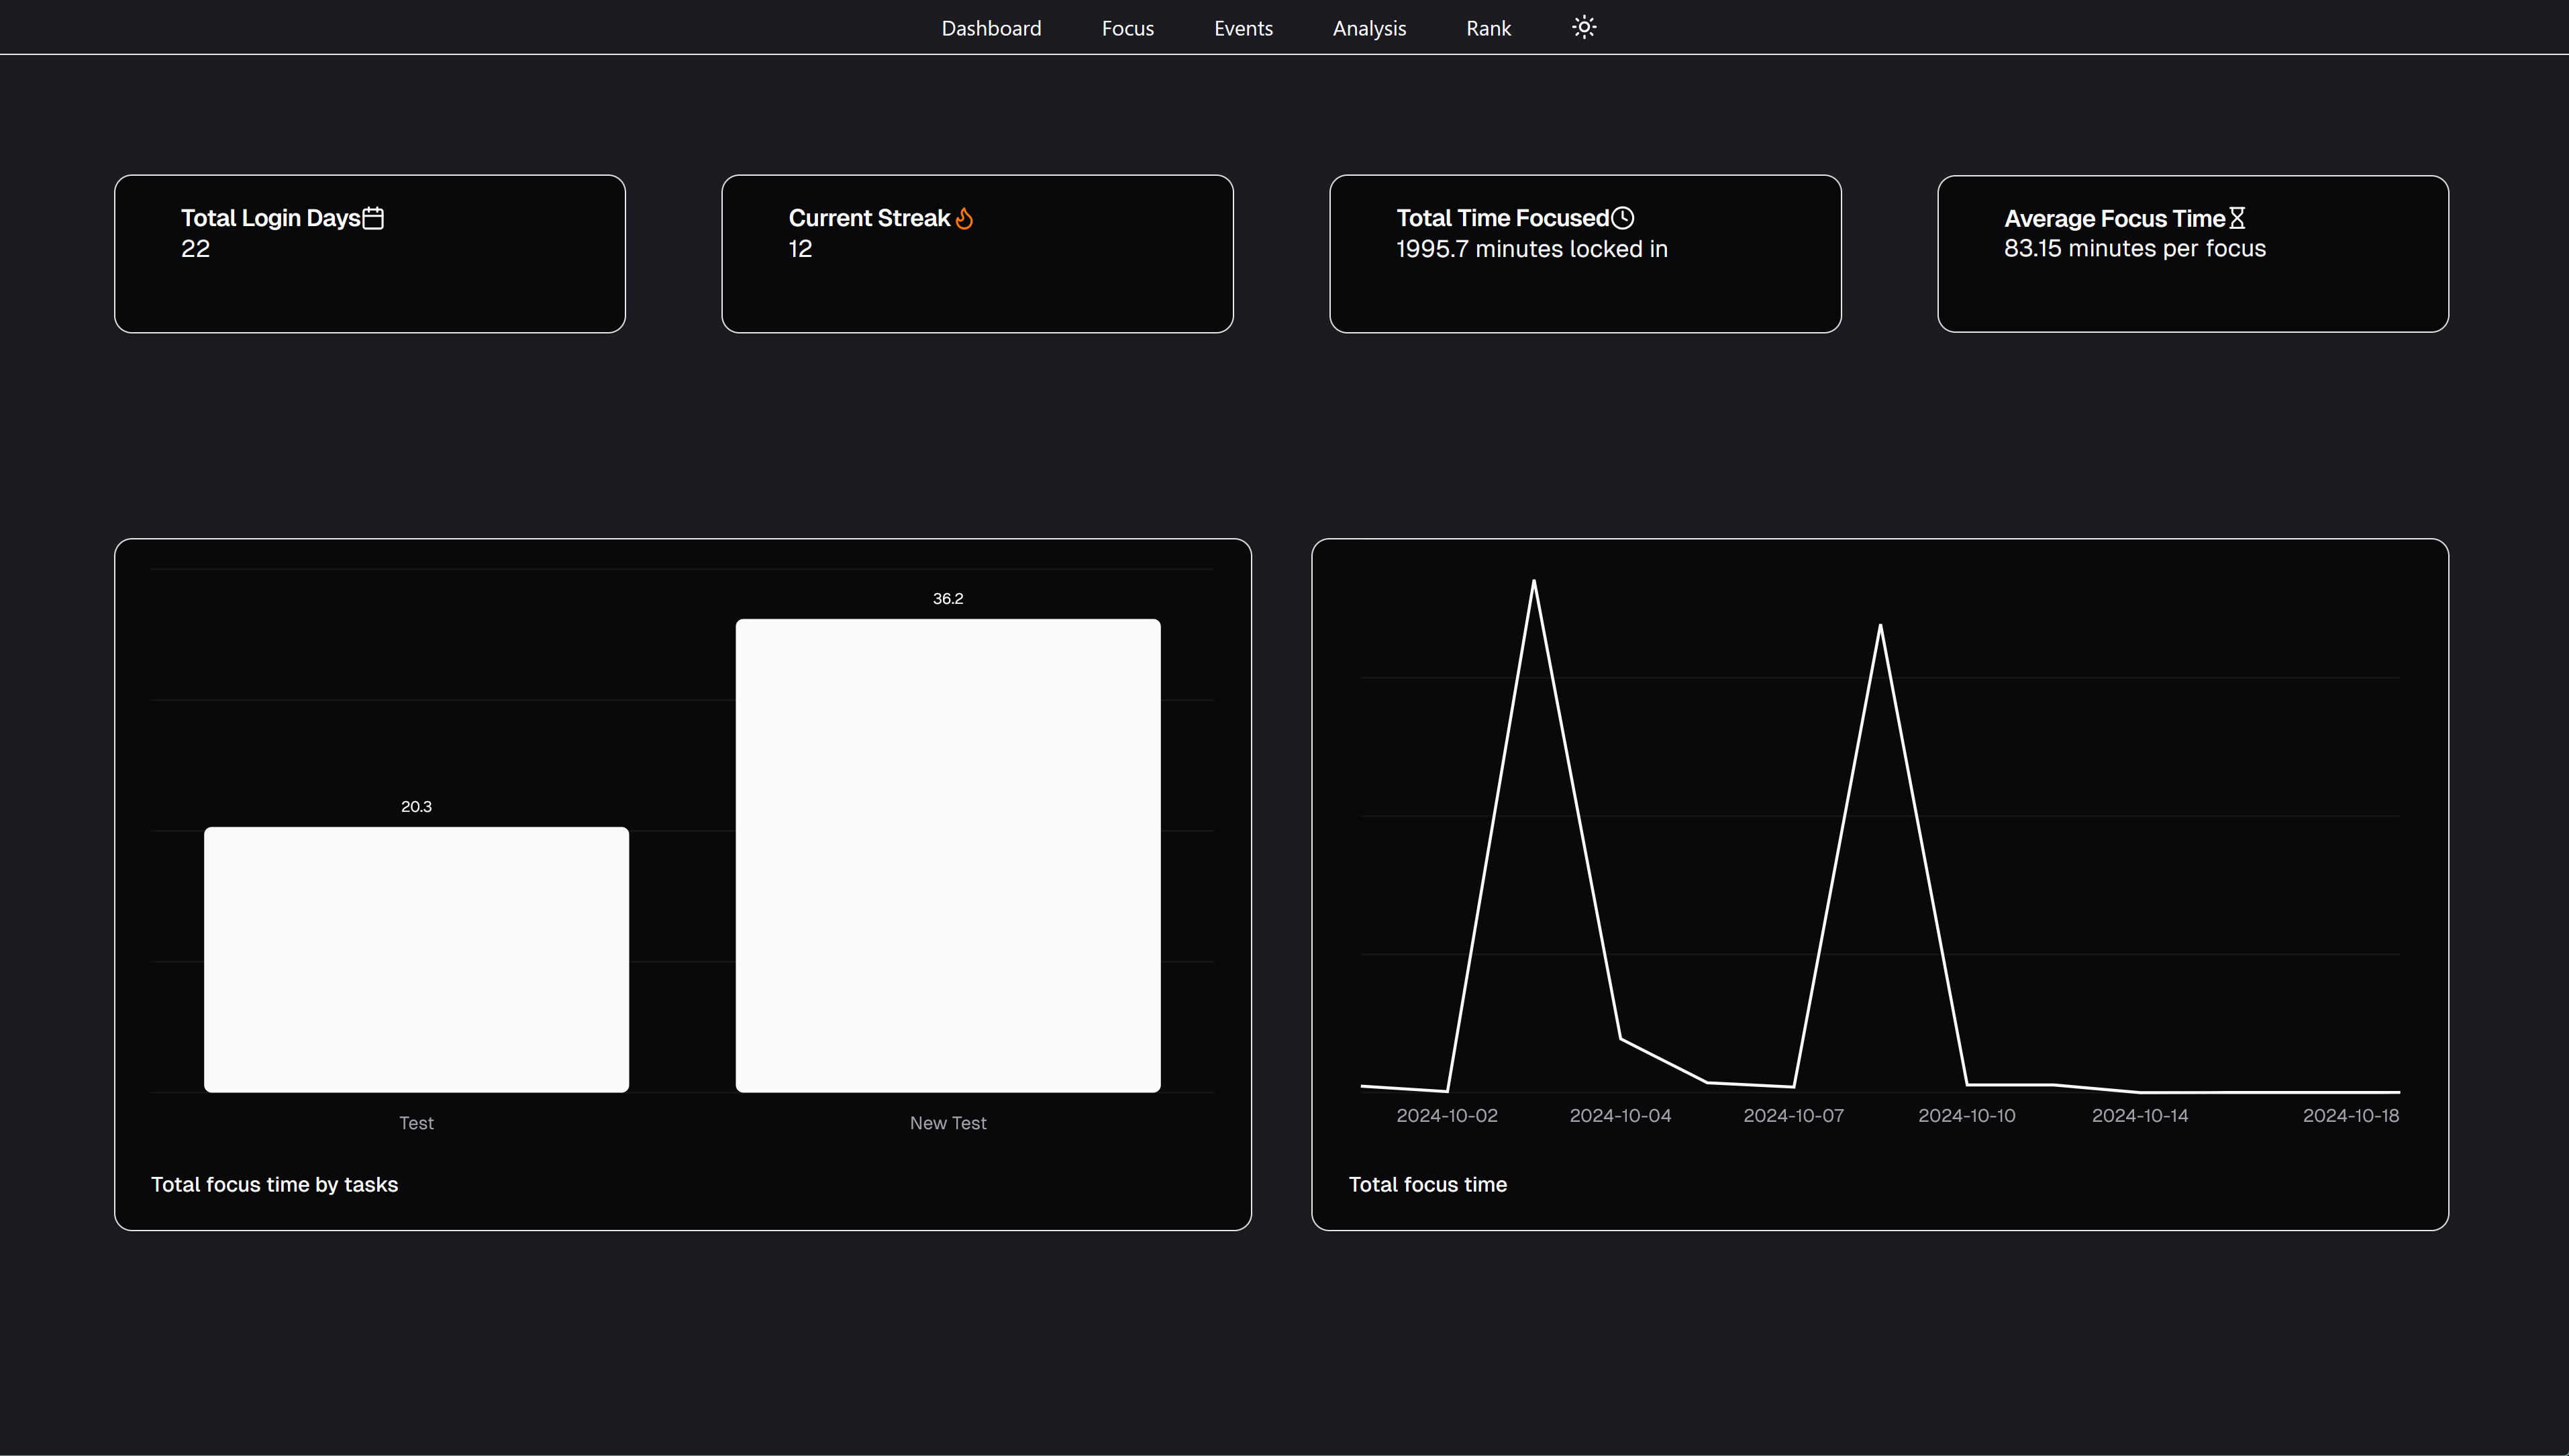 Dashboard Focus Events Analysis Rank
Total Login Days
22
Current Streak
12
Total Time Focused
1995.7 minutes locked in
Average Focus Time
83.15 minutes per focus
36.2
20.3
Test New Test
Total focus time by tasks
2024-10-02 2024-10-04 2024-10-07 2024-10-10 2024-10-14 2024-10-18
Total focus time